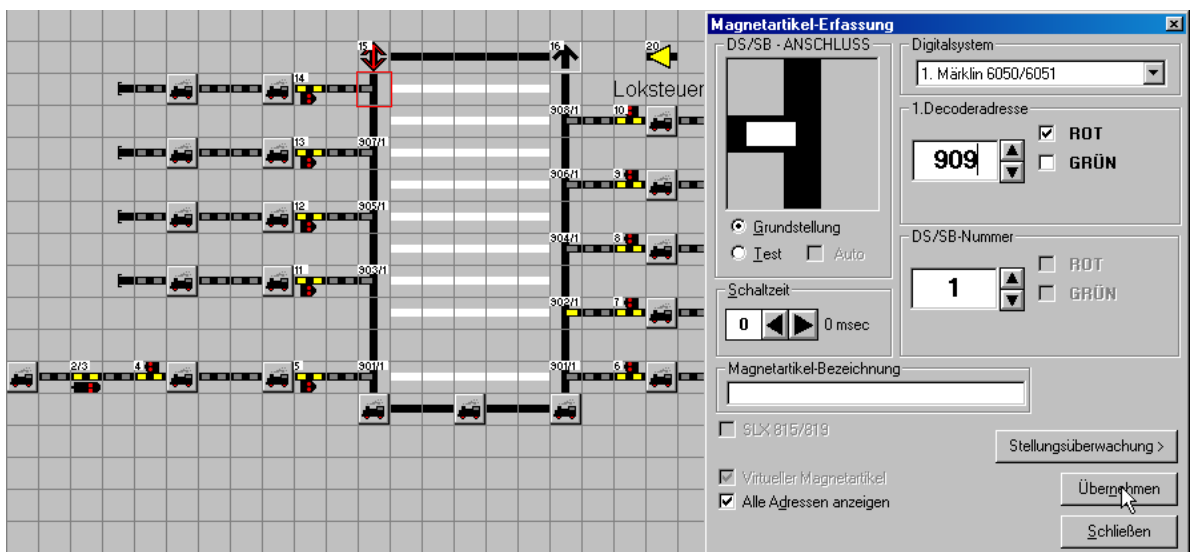 15
16
20
Loksteuer
14
908/1
10
13
907/1
906/1
9
12
905/1
904/1
8
11
903/1
902/1
7
2/3
4
5
901/1
901/1
6
Magnetartikel-Erfassung
DS/SB - ANSCHLUSS
Grundstellung
Test
Auto
Schaltzeit
0
0 msec
Digitalsystem
1. Märklin 6050/6051
1.Decoderadresse
909
ROT
GRÜN
DS/SB-Nummer
1
ROT
GRÜN
Magnetartikel-Bezeichnung
SLX 815/819
Stellungsüberwachung >
Virtueller Magnetartikel
Alle Adressen anzeigen
Übernehmen
Schließen